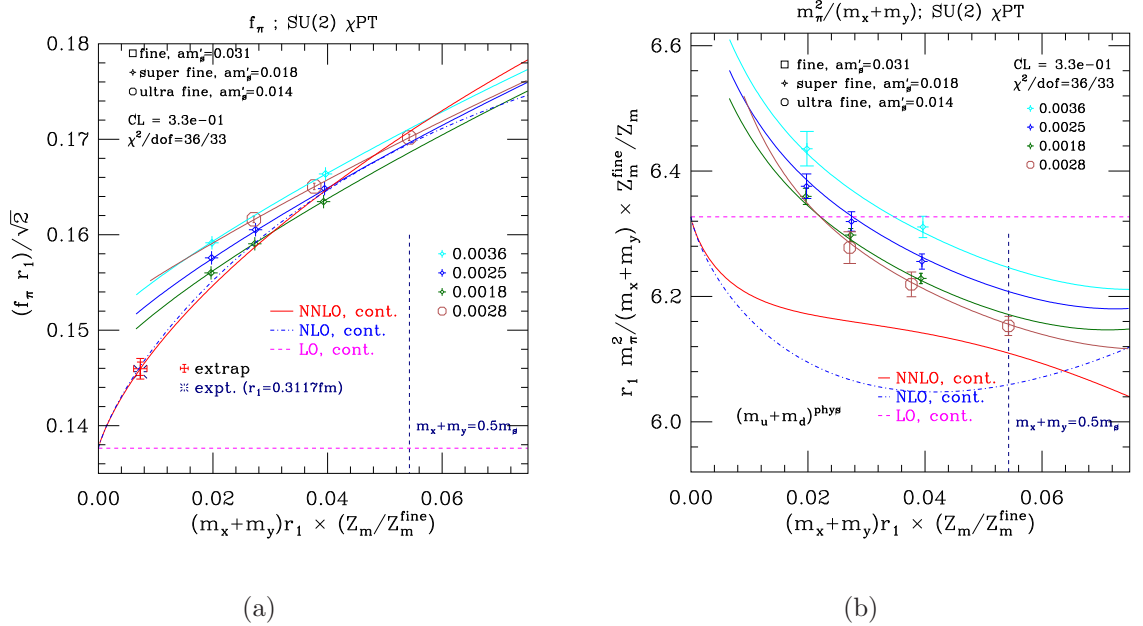 f_π ; SU(2) χPT
0.18
0.17
0.16
0.15
0.14
(f_π r_1)/√2
fine, am'_s=0.031
super fine, am'_s=0.018
ultra fine, am'_s=0.014
CL = 3.3e−01
χ²/dof=36/33
0.0036
0.0025
0.0018
0.0028
NNLO, cont.
NLO, cont.
LO, cont.
extrap
expt. (r_1=0.3117fm)
m_x+m_y=0.5m_s
0.00 0.02 0.04 0.06
(m_x+m_y)r_1 × (Z_m/Z_m^fine)
(a)
m_π²/(m_x+m_y); SU(2) χPT
6.6
6.4
6.2
6.0
r_1 m_π²/(m_x+m_y) × Z_m^fine/Z_m
fine, am'_s=0.031
super fine, am'_s=0.018
ultra fine, am'_s=0.014
CL = 3.3e−01
χ²/dof=36/33
0.0036
0.0025
0.0018
0.0028
NNLO, cont.
NLO, cont.
LO, cont.
(m_u+m_d)^phys
m_x+m_y=0.5m_s
0.00 0.02 0.04 0.06
(m_x+m_y)r_1 × (Z_m/Z_m^fine)
(b)